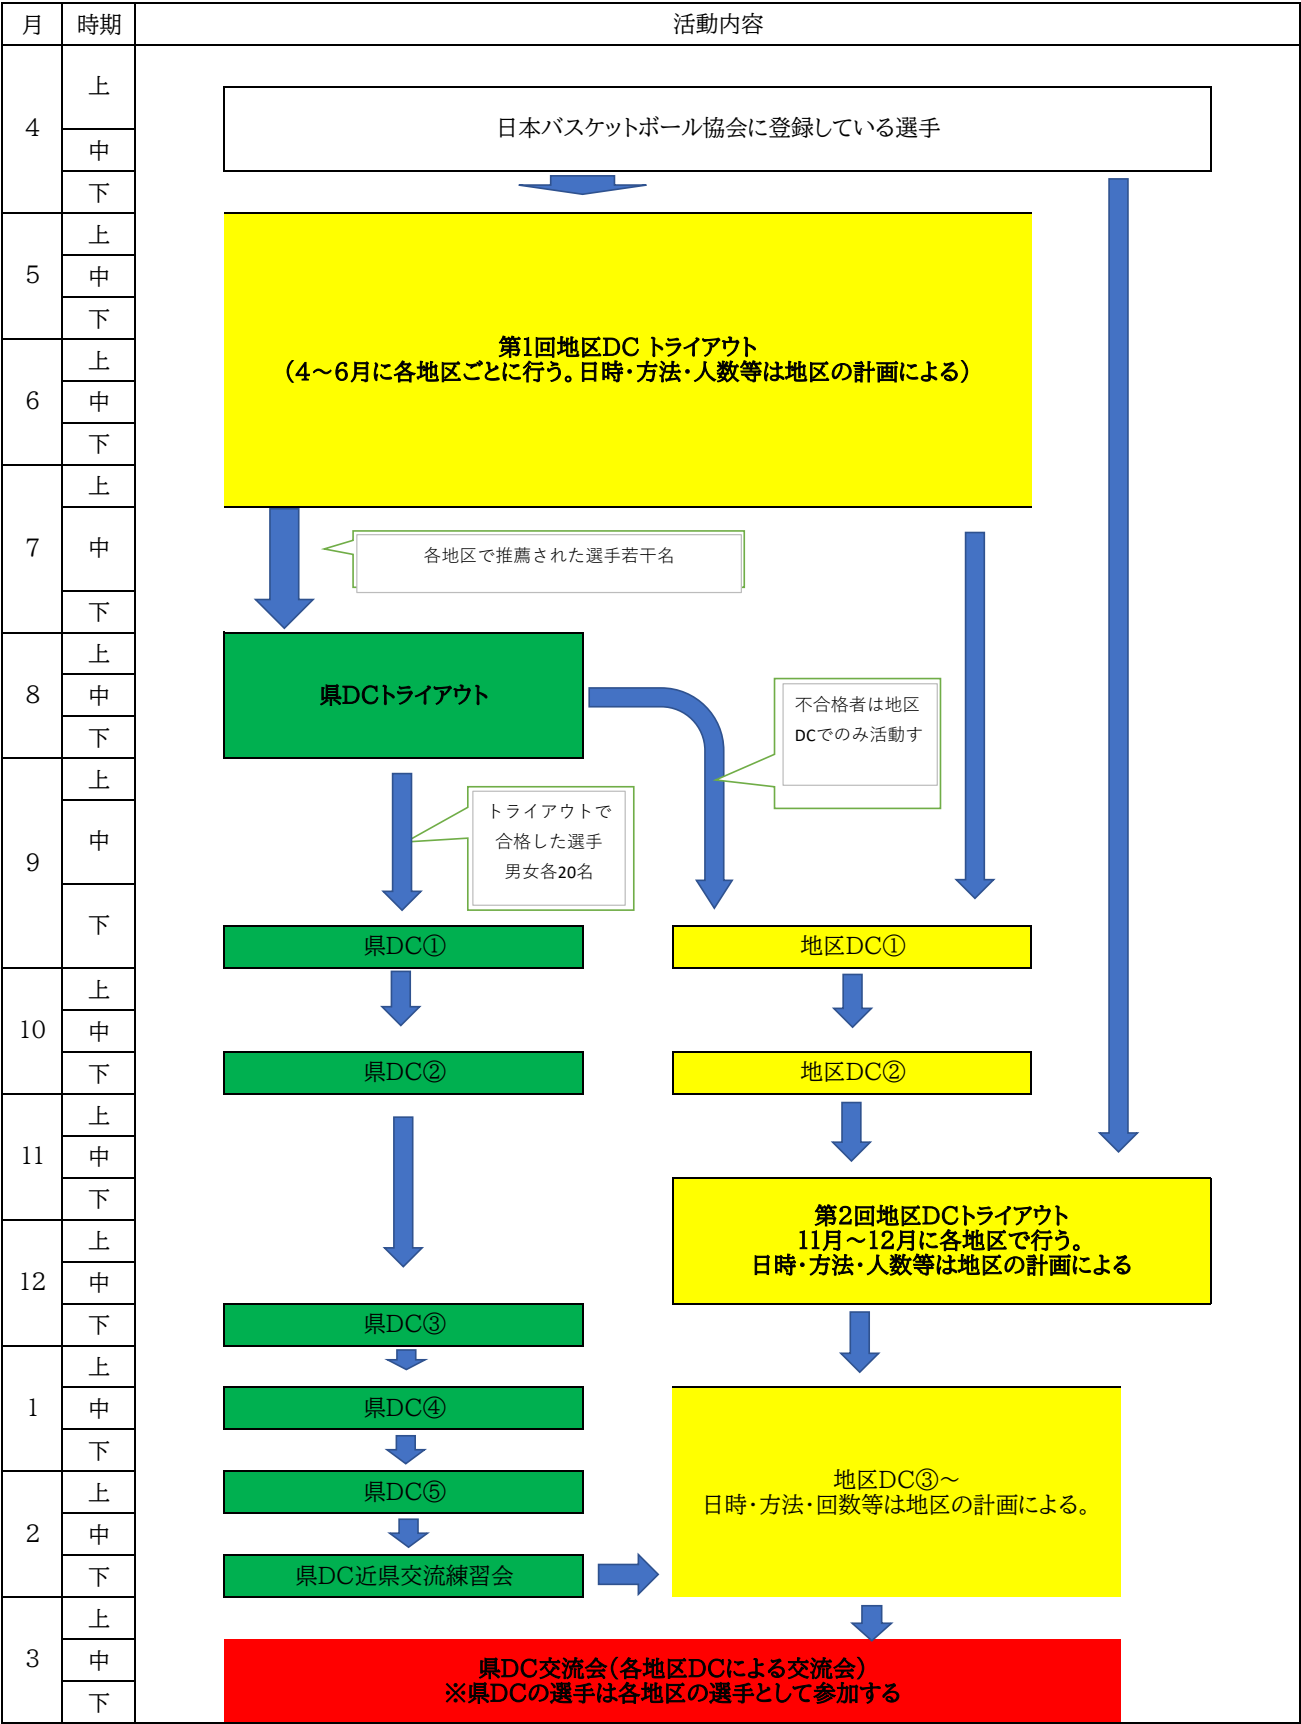 月 時期 活動内容
4 上
中
下
日本バスケットボール協会に登録している選手
5 上
中
下
6 上
中
下
第1回地区DC トライアウト
（4～6月に各地区ごとに行う。日時・方法・人数等は地区の計画による）
7 上
中
下
各地区で推薦された選手若干名
8 上
中
下
県DCトライアウト
不合格者は地区
DCでのみ活動す
9 上
中
下
トライアウトで
合格した選手
男女各20名
県DC① 地区DC①
10 上
中
下
県DC② 地区DC②
11 上
中
下
第2回地区DCトライアウト
11月～12月に各地区で行う。
日時・方法・人数等は地区の計画による
12 上
中
下
県DC③
1 上
中
下
県DC④
地区DC③～
日時・方法・回数等は地区の計画による。
2 上
中
下
県DC⑤
県DC近県交流練習会
3 上
中
下
県DC交流会（各地区DCによる交流会）
※県DCの選手は各地区の選手として参加する